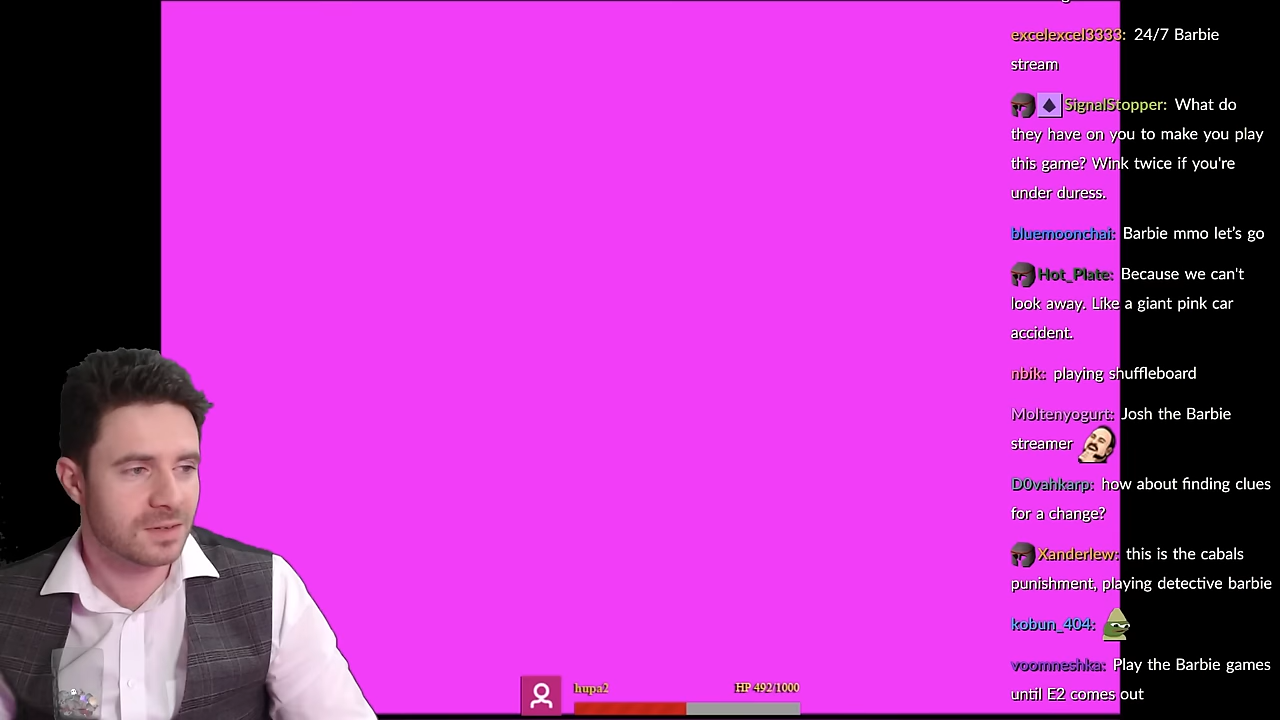 excelexcel3333: 24/7 Barbie
stream
SignalStopper: What do
they have on you to make you play
this game? Wink twice if you're
under duress.
bluemoonchai: Barbie mmo let's go
Hot_Plate: Because we can't
look away. Like a giant pink car
accident.
nbik: playing shuffleboard
Moltenyogurt: Josh the Barbie
streamer
D0vahkarp: how about finding clues
for a change?
Xanderlew: this is the cabals
punishment, playing detective barbie
kobun_404:
voomneshka: Play the Barbie games
until E2 comes out
hupa2 HP 492/1000